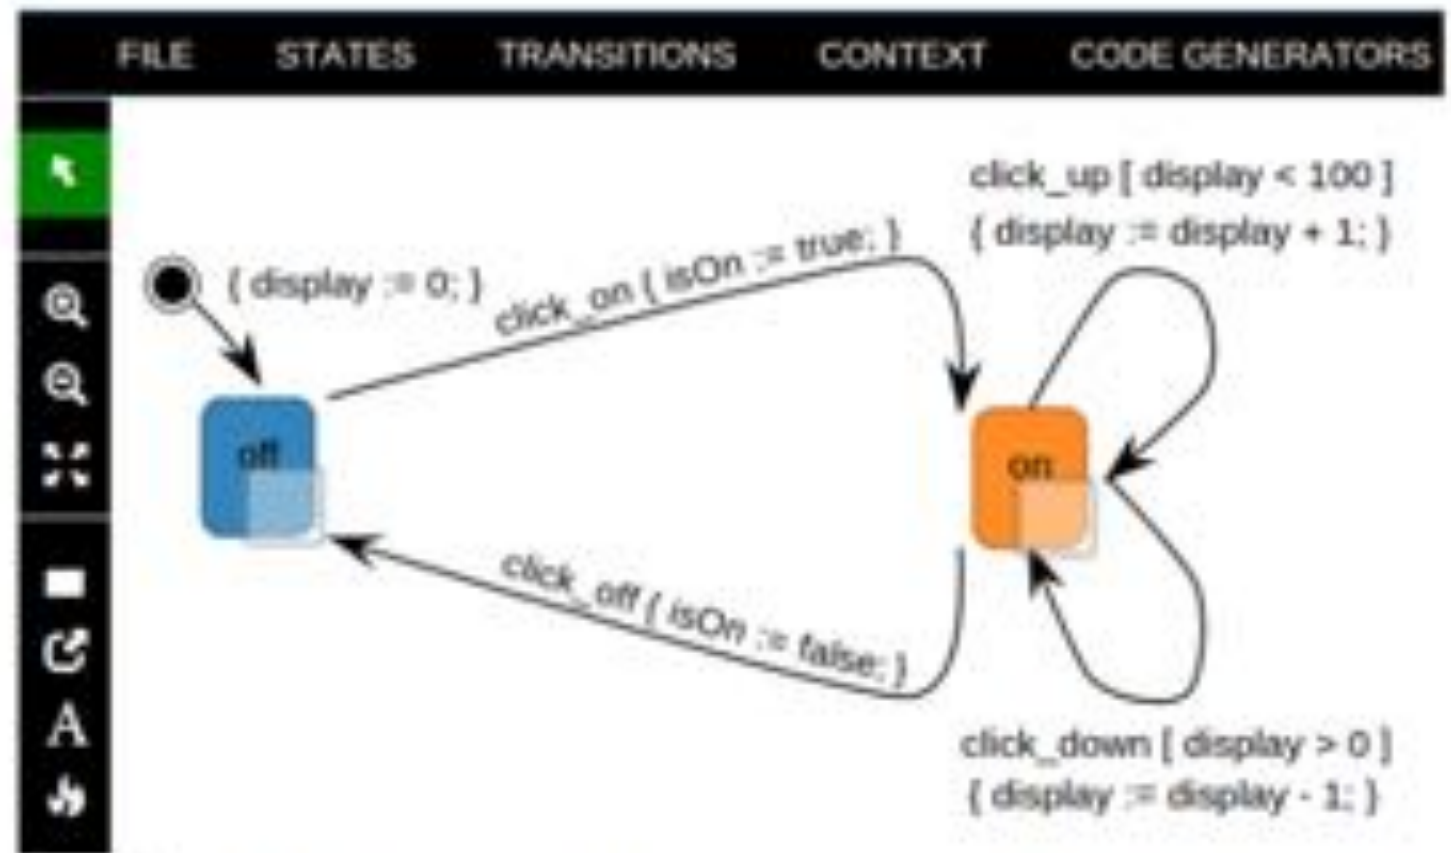 FILE STATES TRANSITIONS CONTEXT CODE GENERATORS
click_up [ display < 100 ]
{ display := display + 1; }
{ display := 0; }
click_on { isOn := true; }
off
on
click_off { isOn := false; }
A
click_down [ display > 0 ]
{ display := display - 1; }